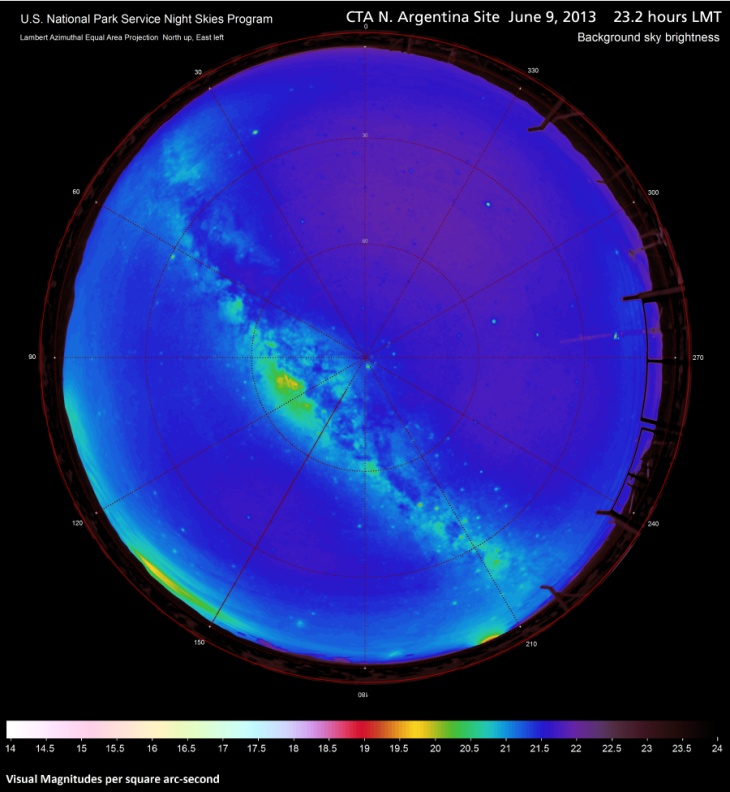 U.S. National Park Service Night Skies Program
CTA N. Argentina Site June 9, 2013 23.2 hours LMT
Lambert Azimuthal Equal Area Projection North up, East left
Background sky brightness
0
30
330
30
60
300
60
90
270
120
240
150
210
180
14 14.5 15 15.5 16 16.5 17 17.5 18 18.5 19 19.5 20 20.5 21 21.5 22 22.5 23 23.5 24
Visual Magnitudes per square arc-second